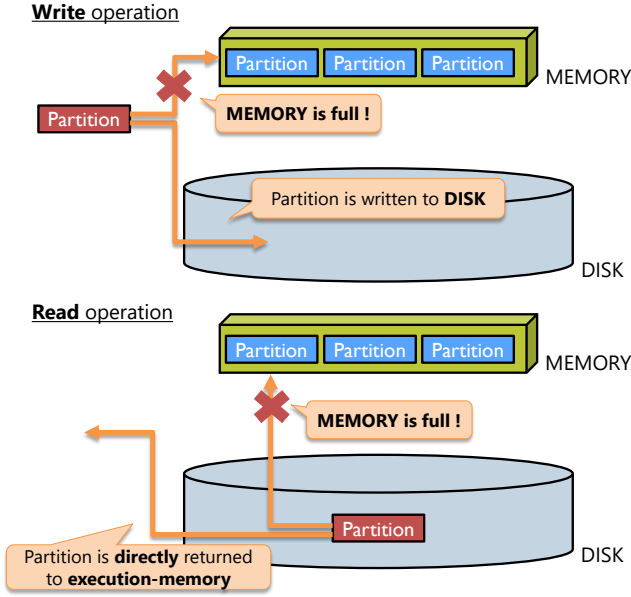 Write operation
Partition Partition Partition
MEMORY
MEMORY is full !
Partition
Partition is written to DISK
DISK
Read operation
Partition Partition Partition
MEMORY
MEMORY is full !
Partition
Partition is directly returned
to execution-memory
DISK